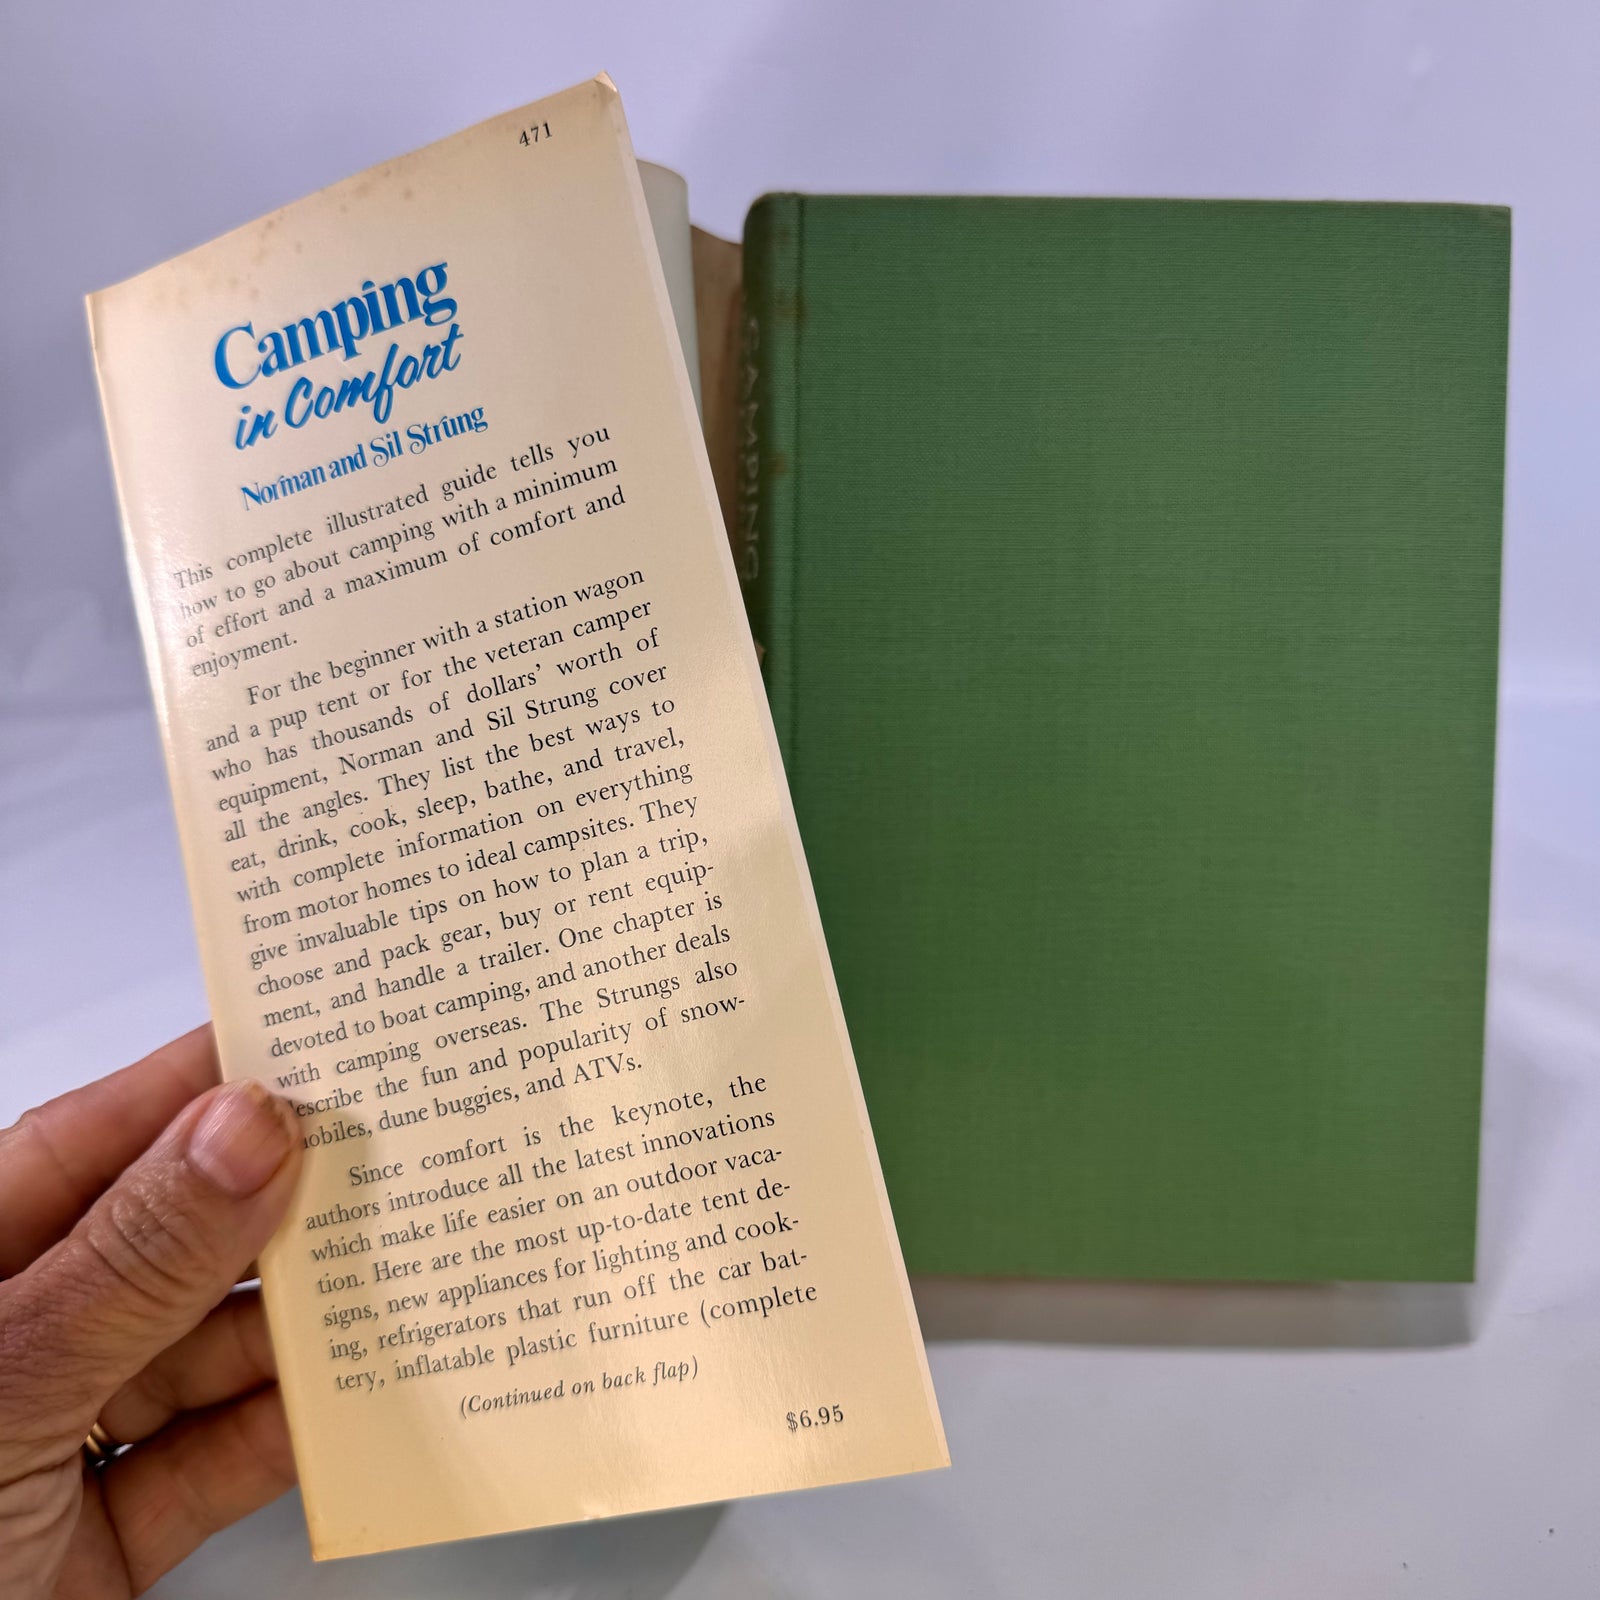 471
Camping
in Comfort
Norman and Sil Strung
This complete illustrated guide tells you
how to go about camping with a minimum
of effort and a maximum of comfort and
enjoyment.
For the beginner with a station wagon
and a pup tent or for the veteran camper
who has thousands of dollars' worth of
equipment, Norman and Sil Strung cover
all the angles. They list the best ways to
eat, drink, cook, sleep, bathe, and travel,
with complete information on everything
from motor homes to ideal campsites. They
give invaluable tips on how to plan a trip,
choose and pack gear, buy or rent equip-
ment, and handle a trailer. One chapter is
devoted to boat camping, and another deals
with camping overseas. The Strungs also
describe the fun and popularity of snow-
mobiles, dune buggies, and ATVs.
Since comfort is the keynote, the
authors introduce all the latest innovations
which make life easier on an outdoor vaca-
tion. Here are the most up-to-date tent de-
signs, new appliances for lighting and cook-
ing, refrigerators that run off the car bat-
tery, inflatable plastic furniture (complete
(Continued on back flap)
$6.95
CAMPING